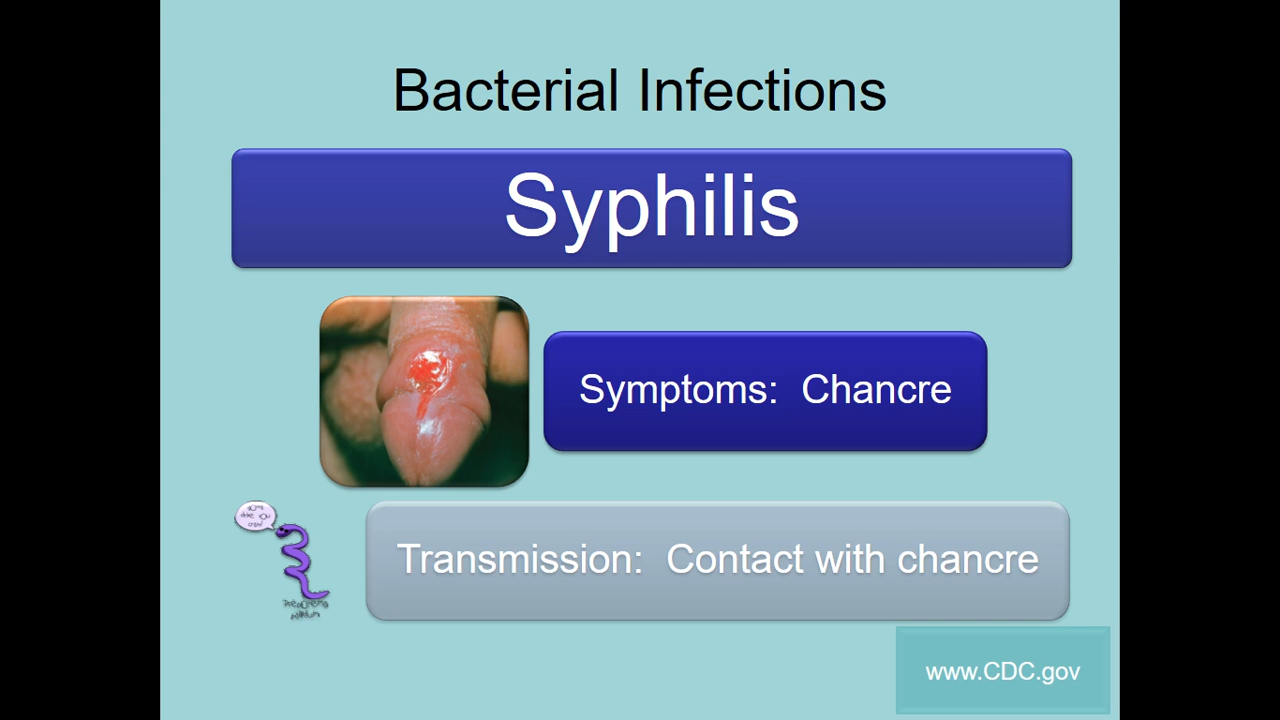 Bacterial Infections
Syphilis
Symptoms: Chancre
Transmission: Contact with chancre
www.CDC.gov